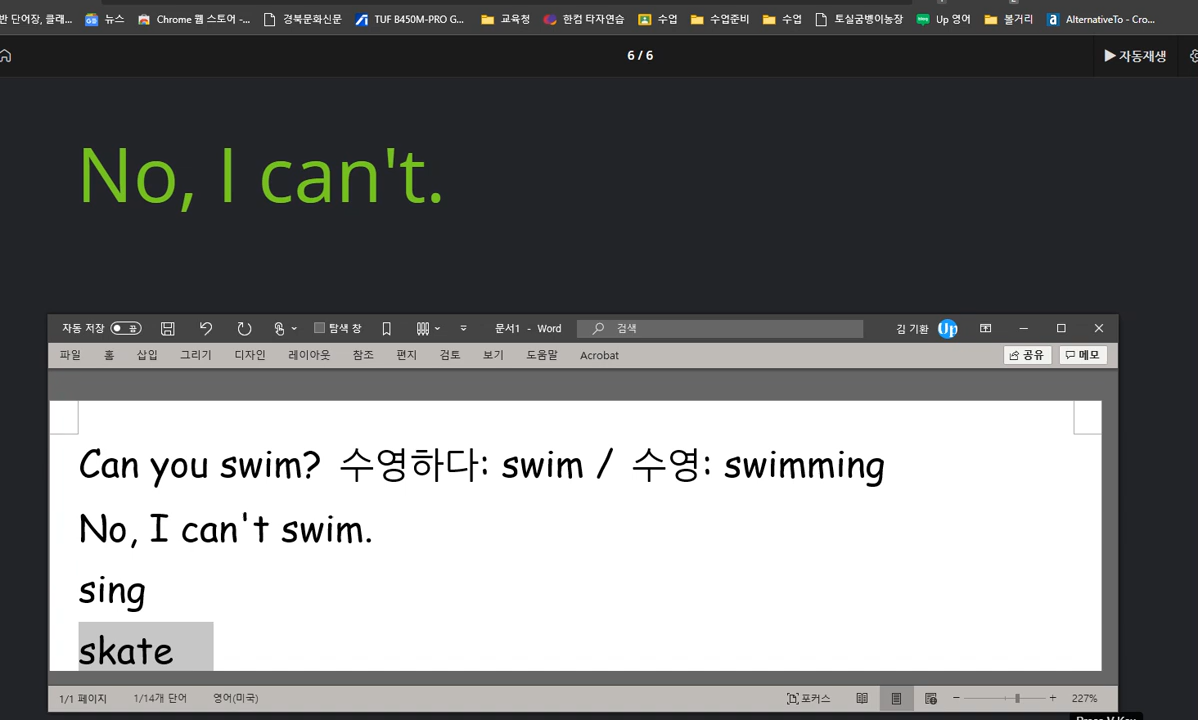 반 단어장, 클래... 뉴스 Chrome 웹 스토어 -... 경북문화신문 TUF B450M-PRO G... 교육청 한컴 타자연습 수업 수업준비 수업 토실굼벵이농장 Up 영어 볼거리 AlternativeTo - Cro...
6 / 6 자동재생
No, I can't.
자동 저장 끔 탐색 창 문서1 - Word 검색 김 기환 Up
파일 홈 삽입 그리기 디자인 레이아웃 참조 편지 검토 보기 도움말 Acrobat 공유 메모
Can you swim? 수영하다: swim / 수영: swimming
No, I can't swim.
sing
skate
1/1 페이지 1/14개 단어 영어(미국) 포커스 227%